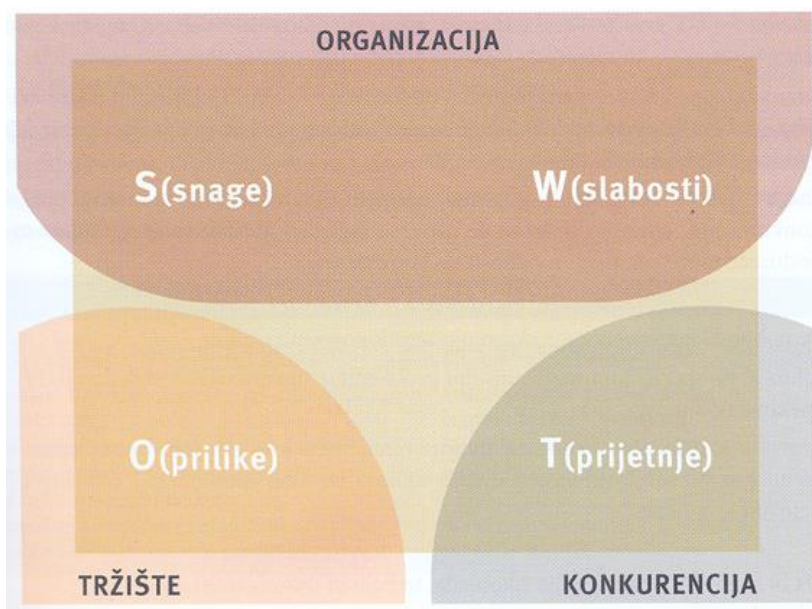 ORGANIZACIJA
S(snage) W(slabosti)
O(prilike) T(prijetnje)
TRŽIŠTE KONKURENCIJA